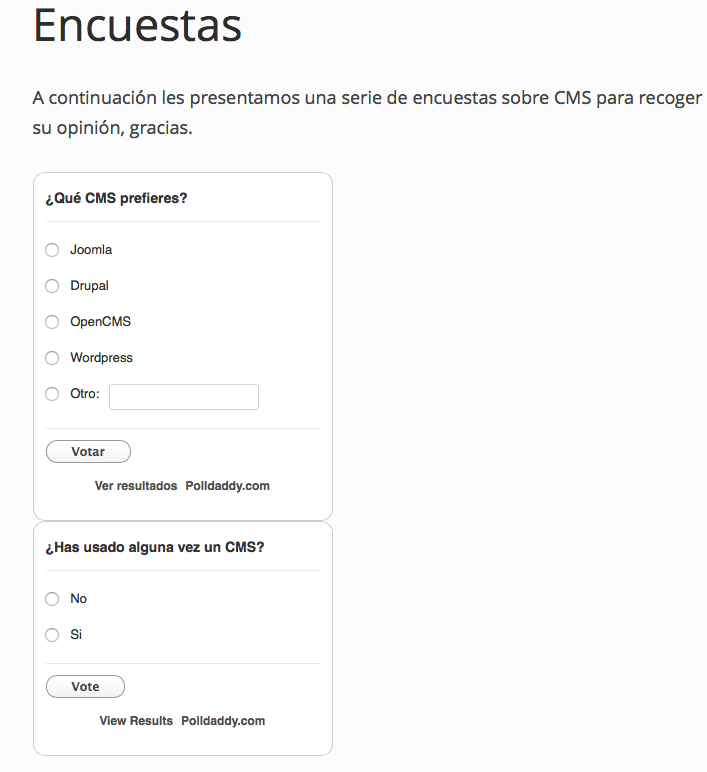 Encuestas
A continuación les presentamos una serie de encuestas sobre CMS para recoger
su opinión, gracias.
¿Qué CMS prefieres?
Joomla
Drupal
OpenCMS
Wordpress
Otro:
Votar
Ver resultados Polldaddy.com
¿Has usado alguna vez un CMS?
No
Si
Vote
View Results Polldaddy.com